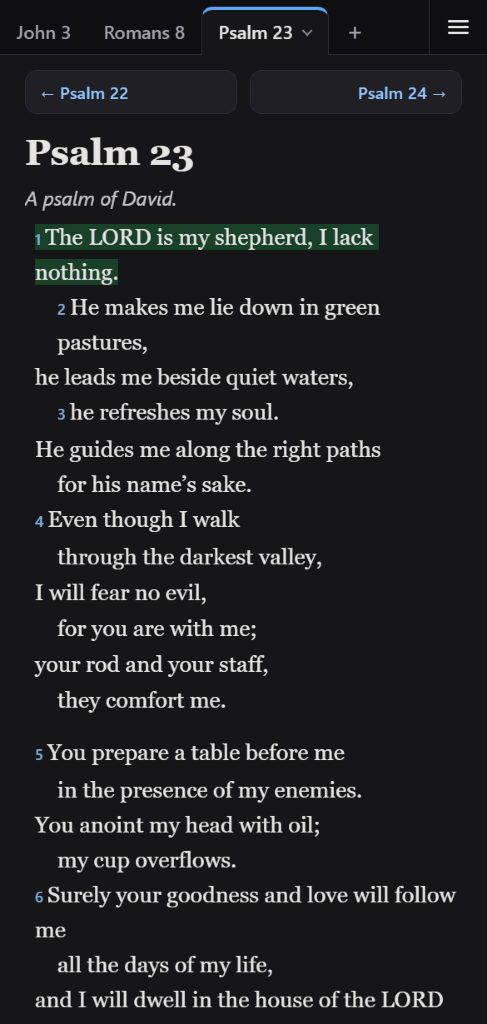 John 3 Romans 8 Psalm 23 +
← Psalm 22 Psalm 24 →
Psalm 23
A psalm of David.
1 The LORD is my shepherd, I lack
nothing.
2 He makes me lie down in green
pastures,
he leads me beside quiet waters,
3 he refreshes my soul.
He guides me along the right paths
for his name’s sake.
4 Even though I walk
through the darkest valley,
I will fear no evil,
for you are with me;
your rod and your staff,
they comfort me.
5 You prepare a table before me
in the presence of my enemies.
You anoint my head with oil;
my cup overflows.
6 Surely your goodness and love will follow
me
all the days of my life,
and I will dwell in the house of the LORD